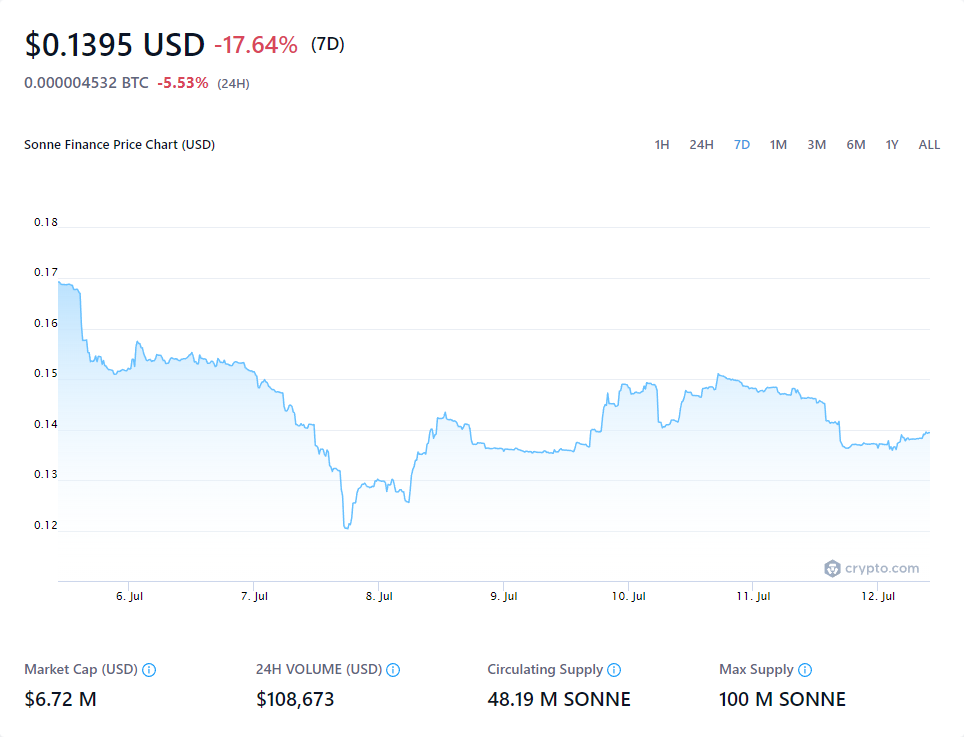 $0.1395 USD -17.64% (7D)
0.000004532 BTC -5.53% (24H)
Sonne Finance Price Chart (USD)
1H 24H 7D 1M 3M 6M 1Y ALL
0.18
0.17
0.16
0.15
0.14
0.13
0.12
crypto.com
6. Jul 7. Jul 8. Jul 9. Jul 10. Jul 11. Jul 12. Jul
Market Cap (USD) 24H VOLUME (USD) Circulating Supply Max Supply
$6.72 M $108,673 48.19 M SONNE 100 M SONNE